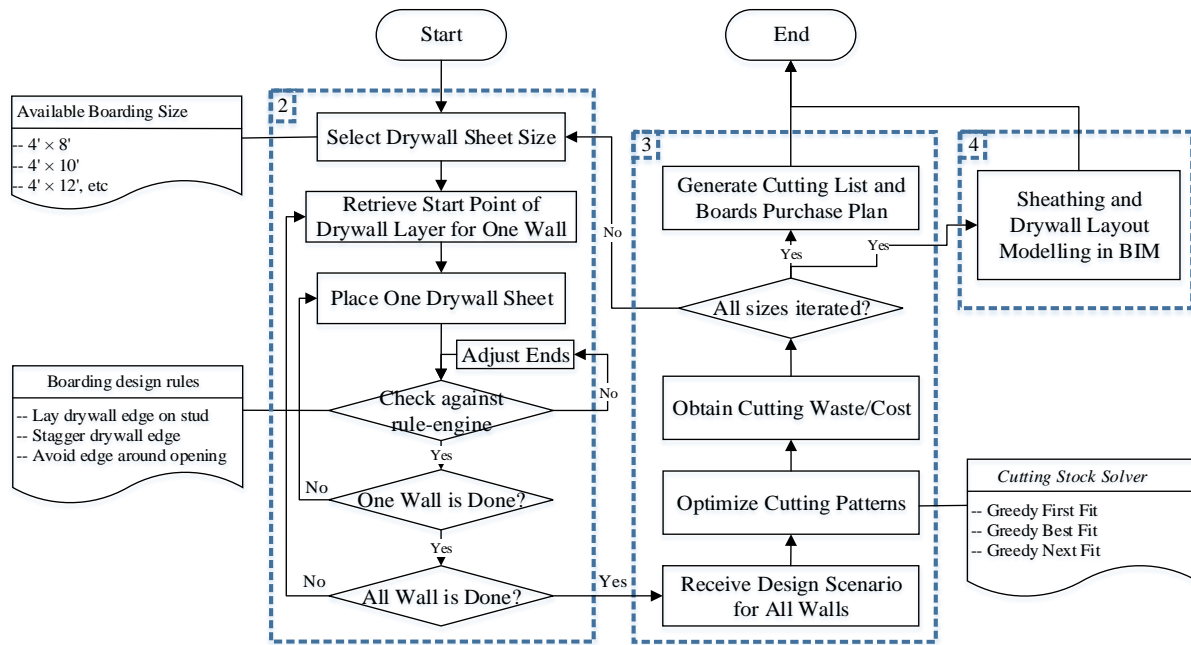 Start
End
2
3
4
Available Boarding Size
-- 4' × 8'
-- 4' × 10'
-- 4' × 12', etc
Select Drywall Sheet Size
Retrieve Start Point of
Drywall Layer for One Wall
Place One Drywall Sheet
Adjust Ends
No
Boarding design rules
-- Lay drywall edge on stud
-- Stagger drywall edge
-- Avoid edge around opening
Check against
rule-engine
Yes
No
One Wall is Done?
Yes
No
All Wall is Done?
Yes
Generate Cutting List and
Boards Purchase Plan
No
Yes
Yes
All sizes iterated?
Obtain Cutting Waste/Cost
Optimize Cutting Patterns
Receive Design Scenario
for All Walls
Sheathing and
Drywall Layout
Modelling in BIM
Cutting Stock Solver
-- Greedy First Fit
-- Greedy Best Fit
-- Greedy Next Fit